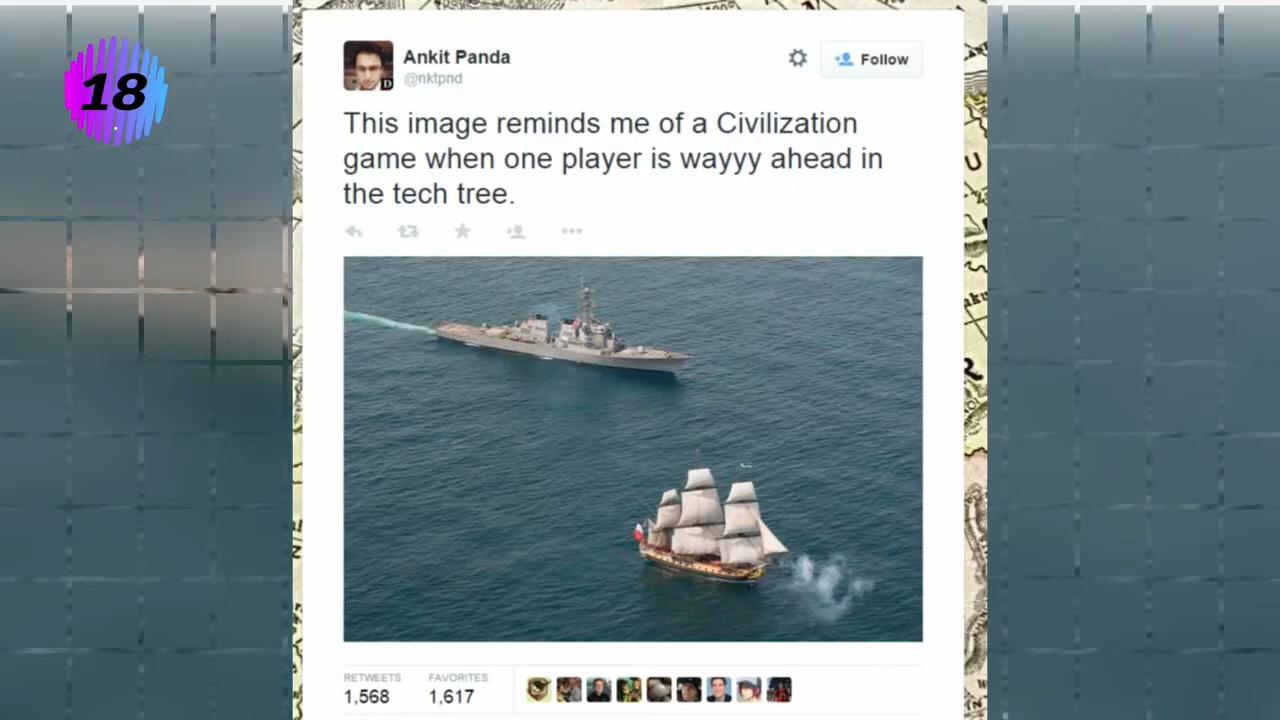 18
Ankit Panda
@nktpnd
Follow
This image reminds me of a Civilization
game when one player is wayyy ahead in
the tech tree.
RETWEETS
FAVORITES
1,568
1,617